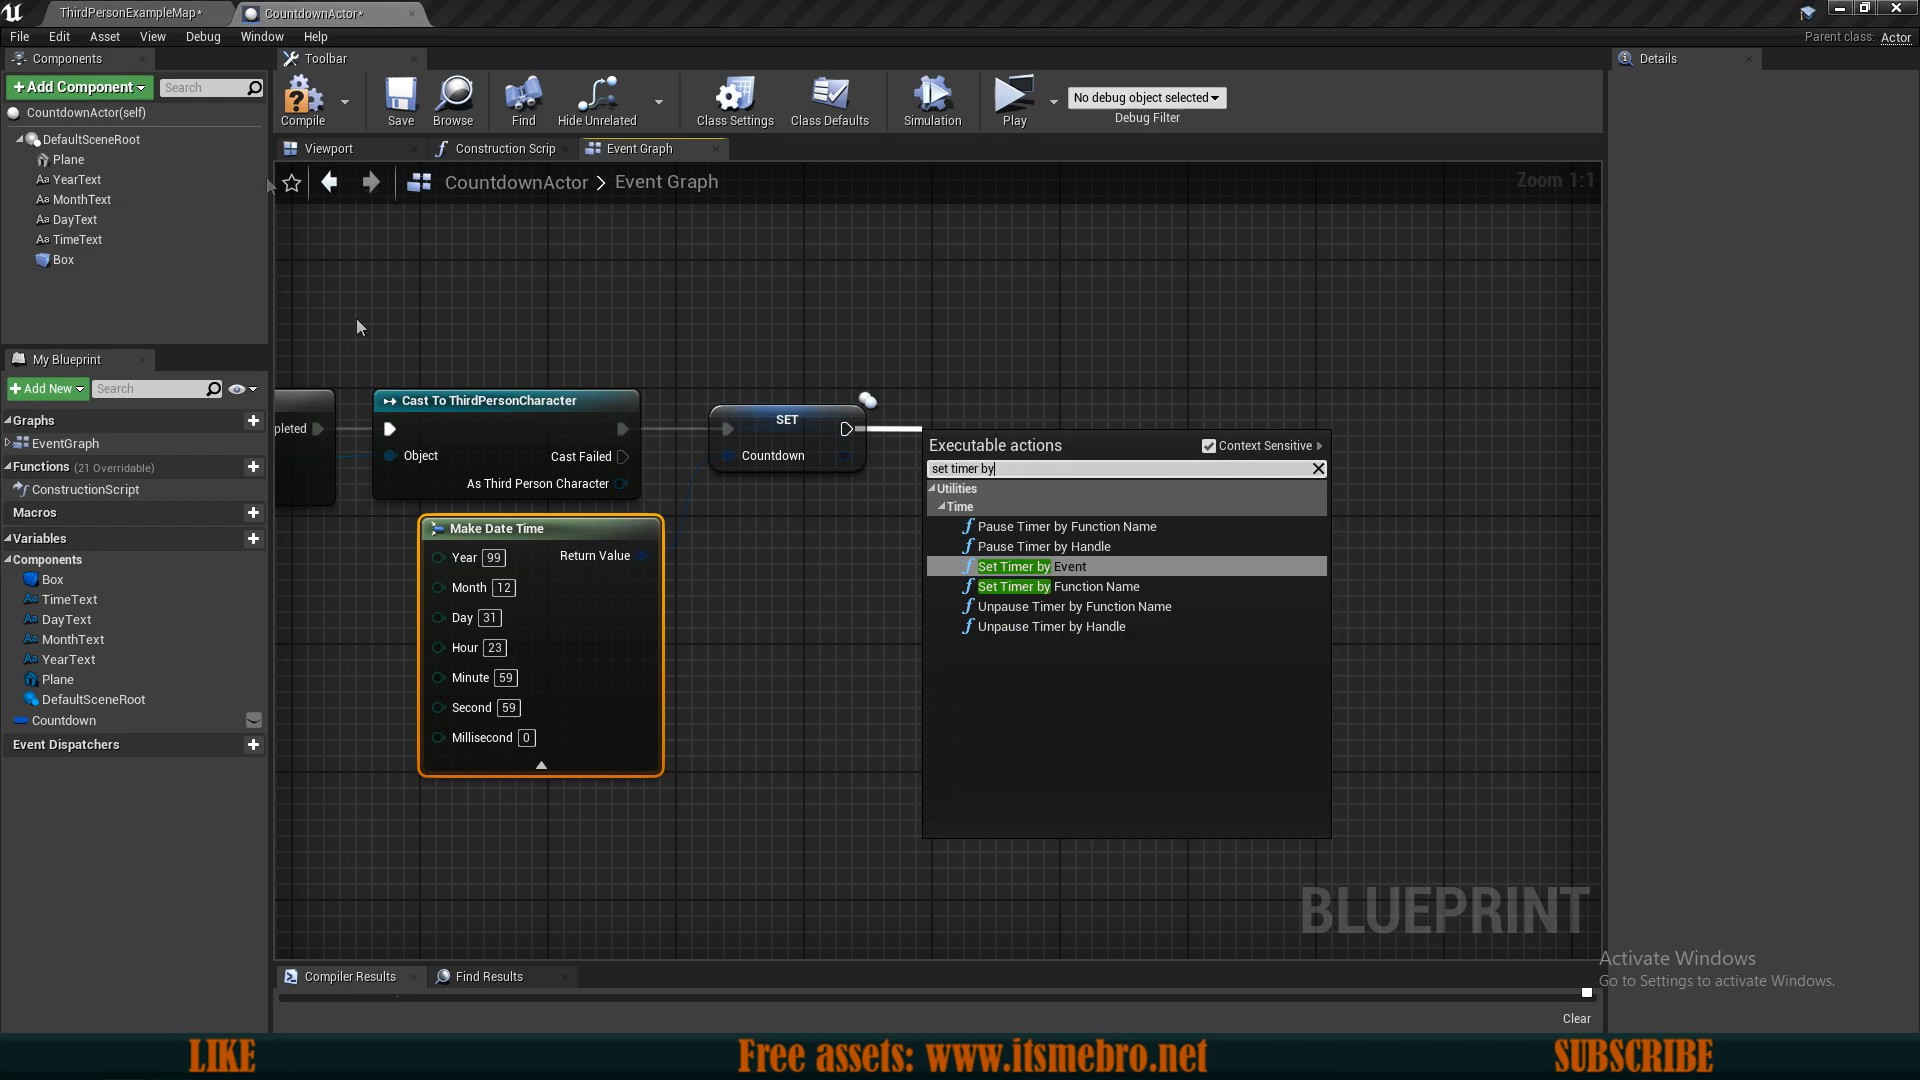 ThirdPersonExampleMap*
CountdownActor*
File Edit Asset View Debug Window Help
Parent class: Actor
Components
Toolbar
Details
+Add Component
Search
CountdownActor(self)
Compile
Save
Browse
Find
Hide Unrelated
Class Settings
Class Defaults
Simulation
Play
No debug object selected
Debug Filter
DefaultSceneRoot
Plane
YearText
MonthText
DayText
TimeText
Box
Viewport
Construction Scrip
Event Graph
CountdownActor > Event Graph
Zoom 1:1
My Blueprint
+Add New
Search
Graphs
EventGraph
Functions (21 Overridable)
ConstructionScript
Macros
Variables
Components
Box
TimeText
DayText
MonthText
YearText
Plane
DefaultSceneRoot
Countdown
Event Dispatchers
pleted
Cast To ThirdPersonCharacter
Object
Cast Failed
As Third Person Character
SET
Countdown
Make Date Time
Year 99
Return Value
Month 12
Day 31
Hour 23
Minute 59
Second 59
Millisecond 0
Executable actions
Context Sensitive
set timer by
Utilities
Time
Pause Timer by Function Name
Pause Timer by Handle
Set Timer by Event
Set Timer by Function Name
Unpause Timer by Function Name
Unpause Timer by Handle
BLUEPRINT
Activate Windows
Go to Settings to activate Windows.
Compiler Results
Find Results
Clear
LIKE
Free assets: www.itsmebro.net
SUBSCRIBE